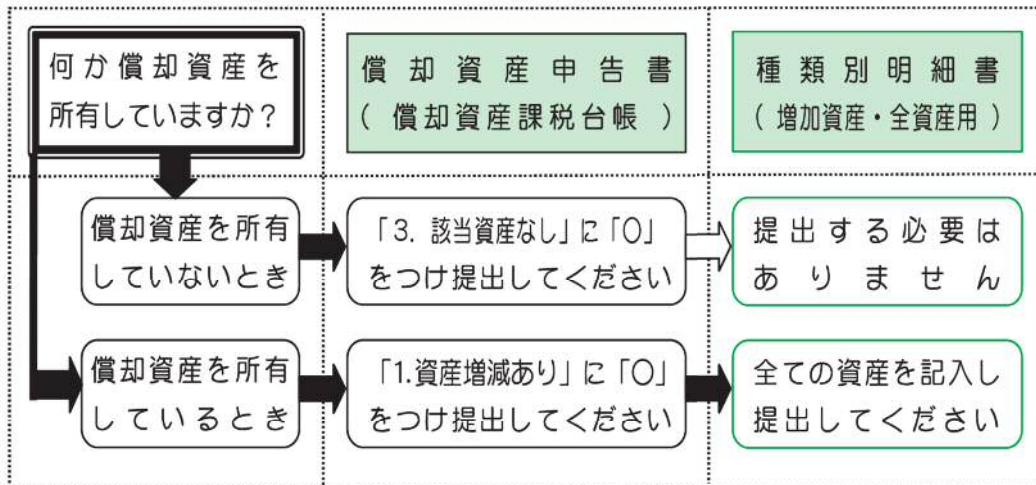 何か償却資産を
所有していますか？
償却資産申告書
（償却資産課税台帳）
種類別明細書
（増加資産・全資産用）
償却資産を所有
していないとき
「3. 該当資産なし」に「〇」
をつけ提出してください
提出する必要は
ありません
償却資産を所有
しているとき
「1.資産増減あり」に「〇」
をつけ提出してください
全ての資産を記入し
提出してください